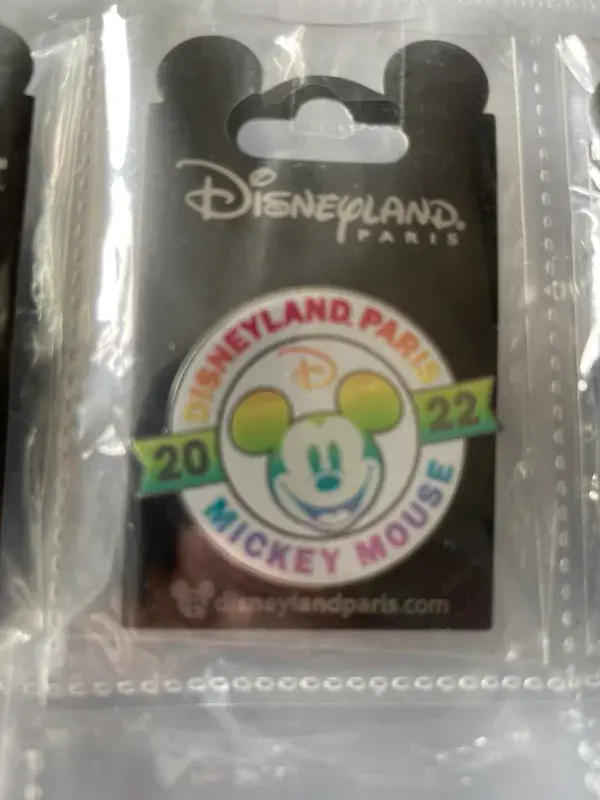 Disneyland®
PARIS
DISNEYLAND PARIS
D
20 22
MICKEY MOUSE
disneylandparis.com